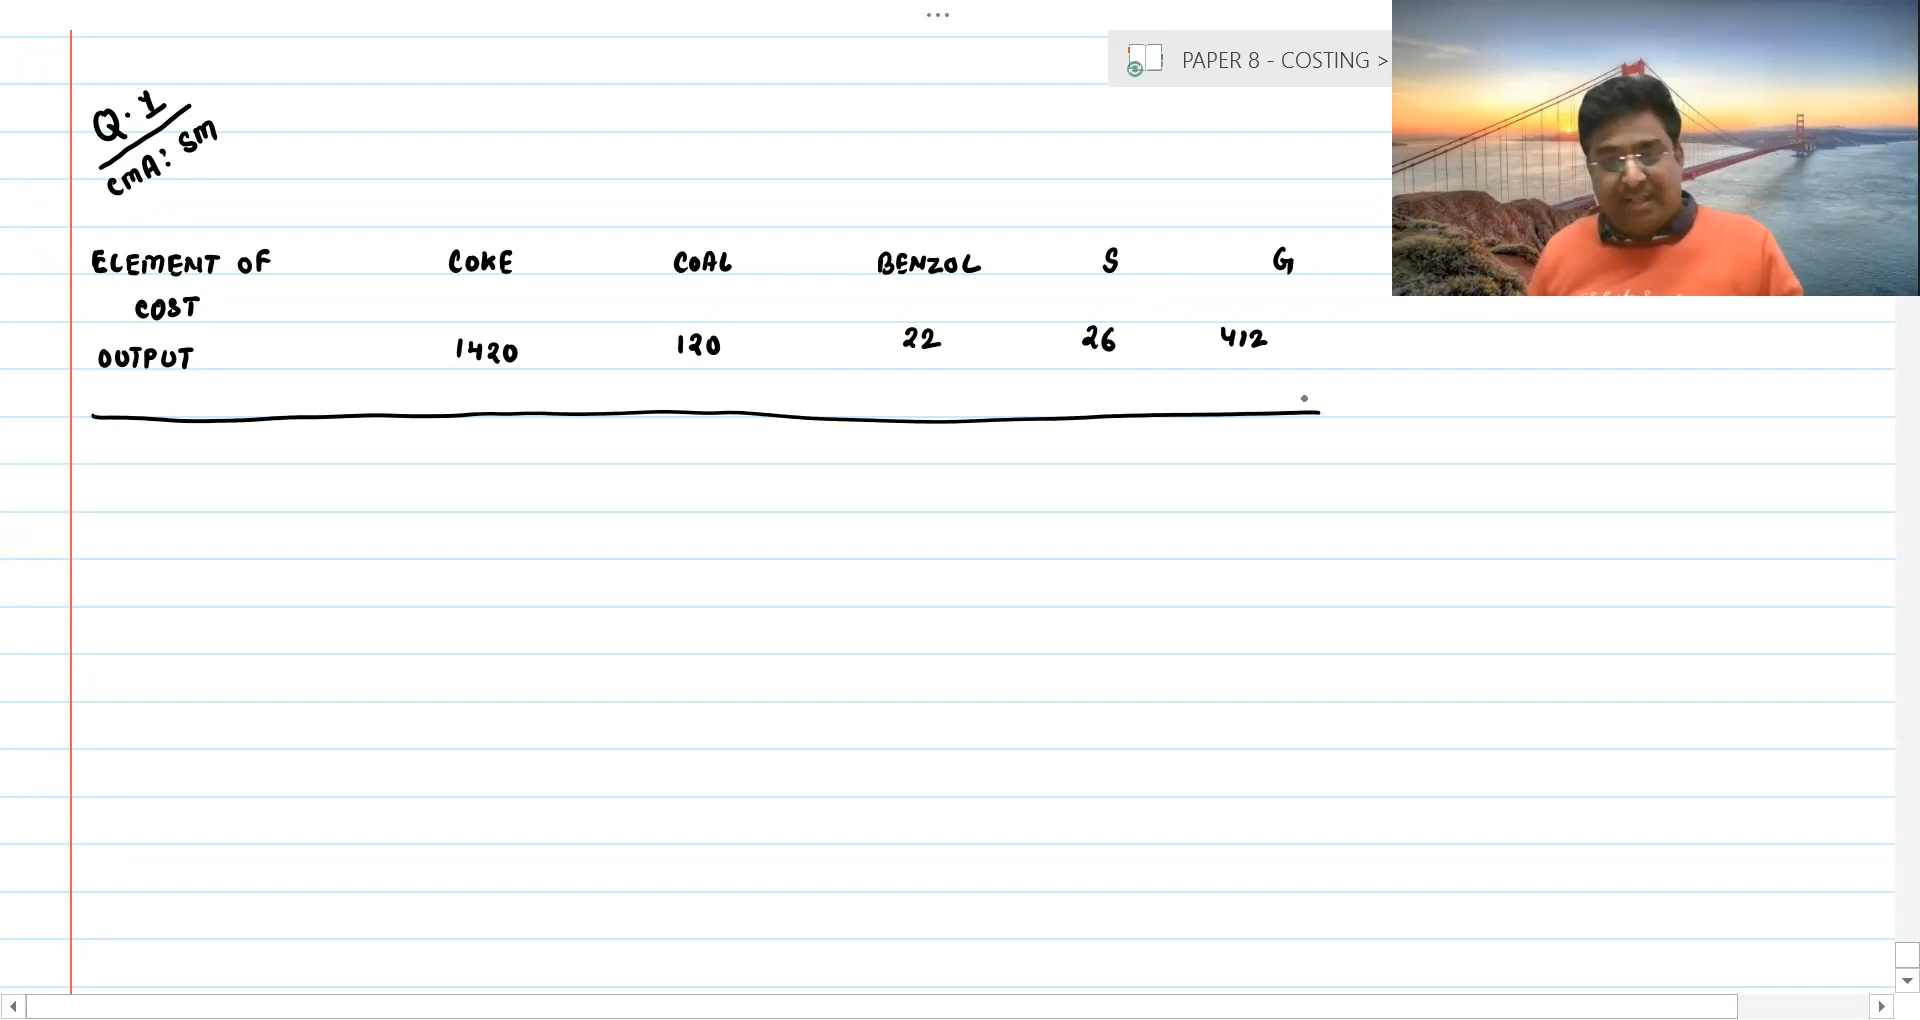 PAPER 8 - COSTING >
Q. 1
CMA: SM
ELEMENT OF COKE COAL BENZOL S G
COST
OUTPUT 1420 120 22 26 412